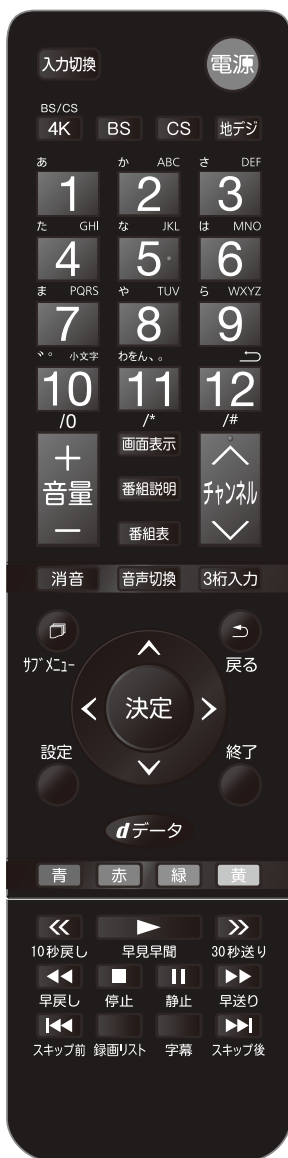 入力切換 電源
BS/CS
4K BS CS 地デジ
あ か ABC さ DEF
1 2 3
た GHI な JKL は MNO
4 5 6
ま PQRS や TUV ら WXYZ
7 8 9
゛゜ 小文字 わをん、。
10 11 12
/0 /* /#
+ 画面表示
音量 番組説明 チャンネル
− 番組表
消音 音声切換 3桁入力
サブメニュー 戻る
決定
設定 終了
dデータ
青 赤 緑 黄
10秒戻し 早見早聞 30秒送り
早戻し 停止 静止 早送り
スキップ前 録画リスト 字幕 スキップ後